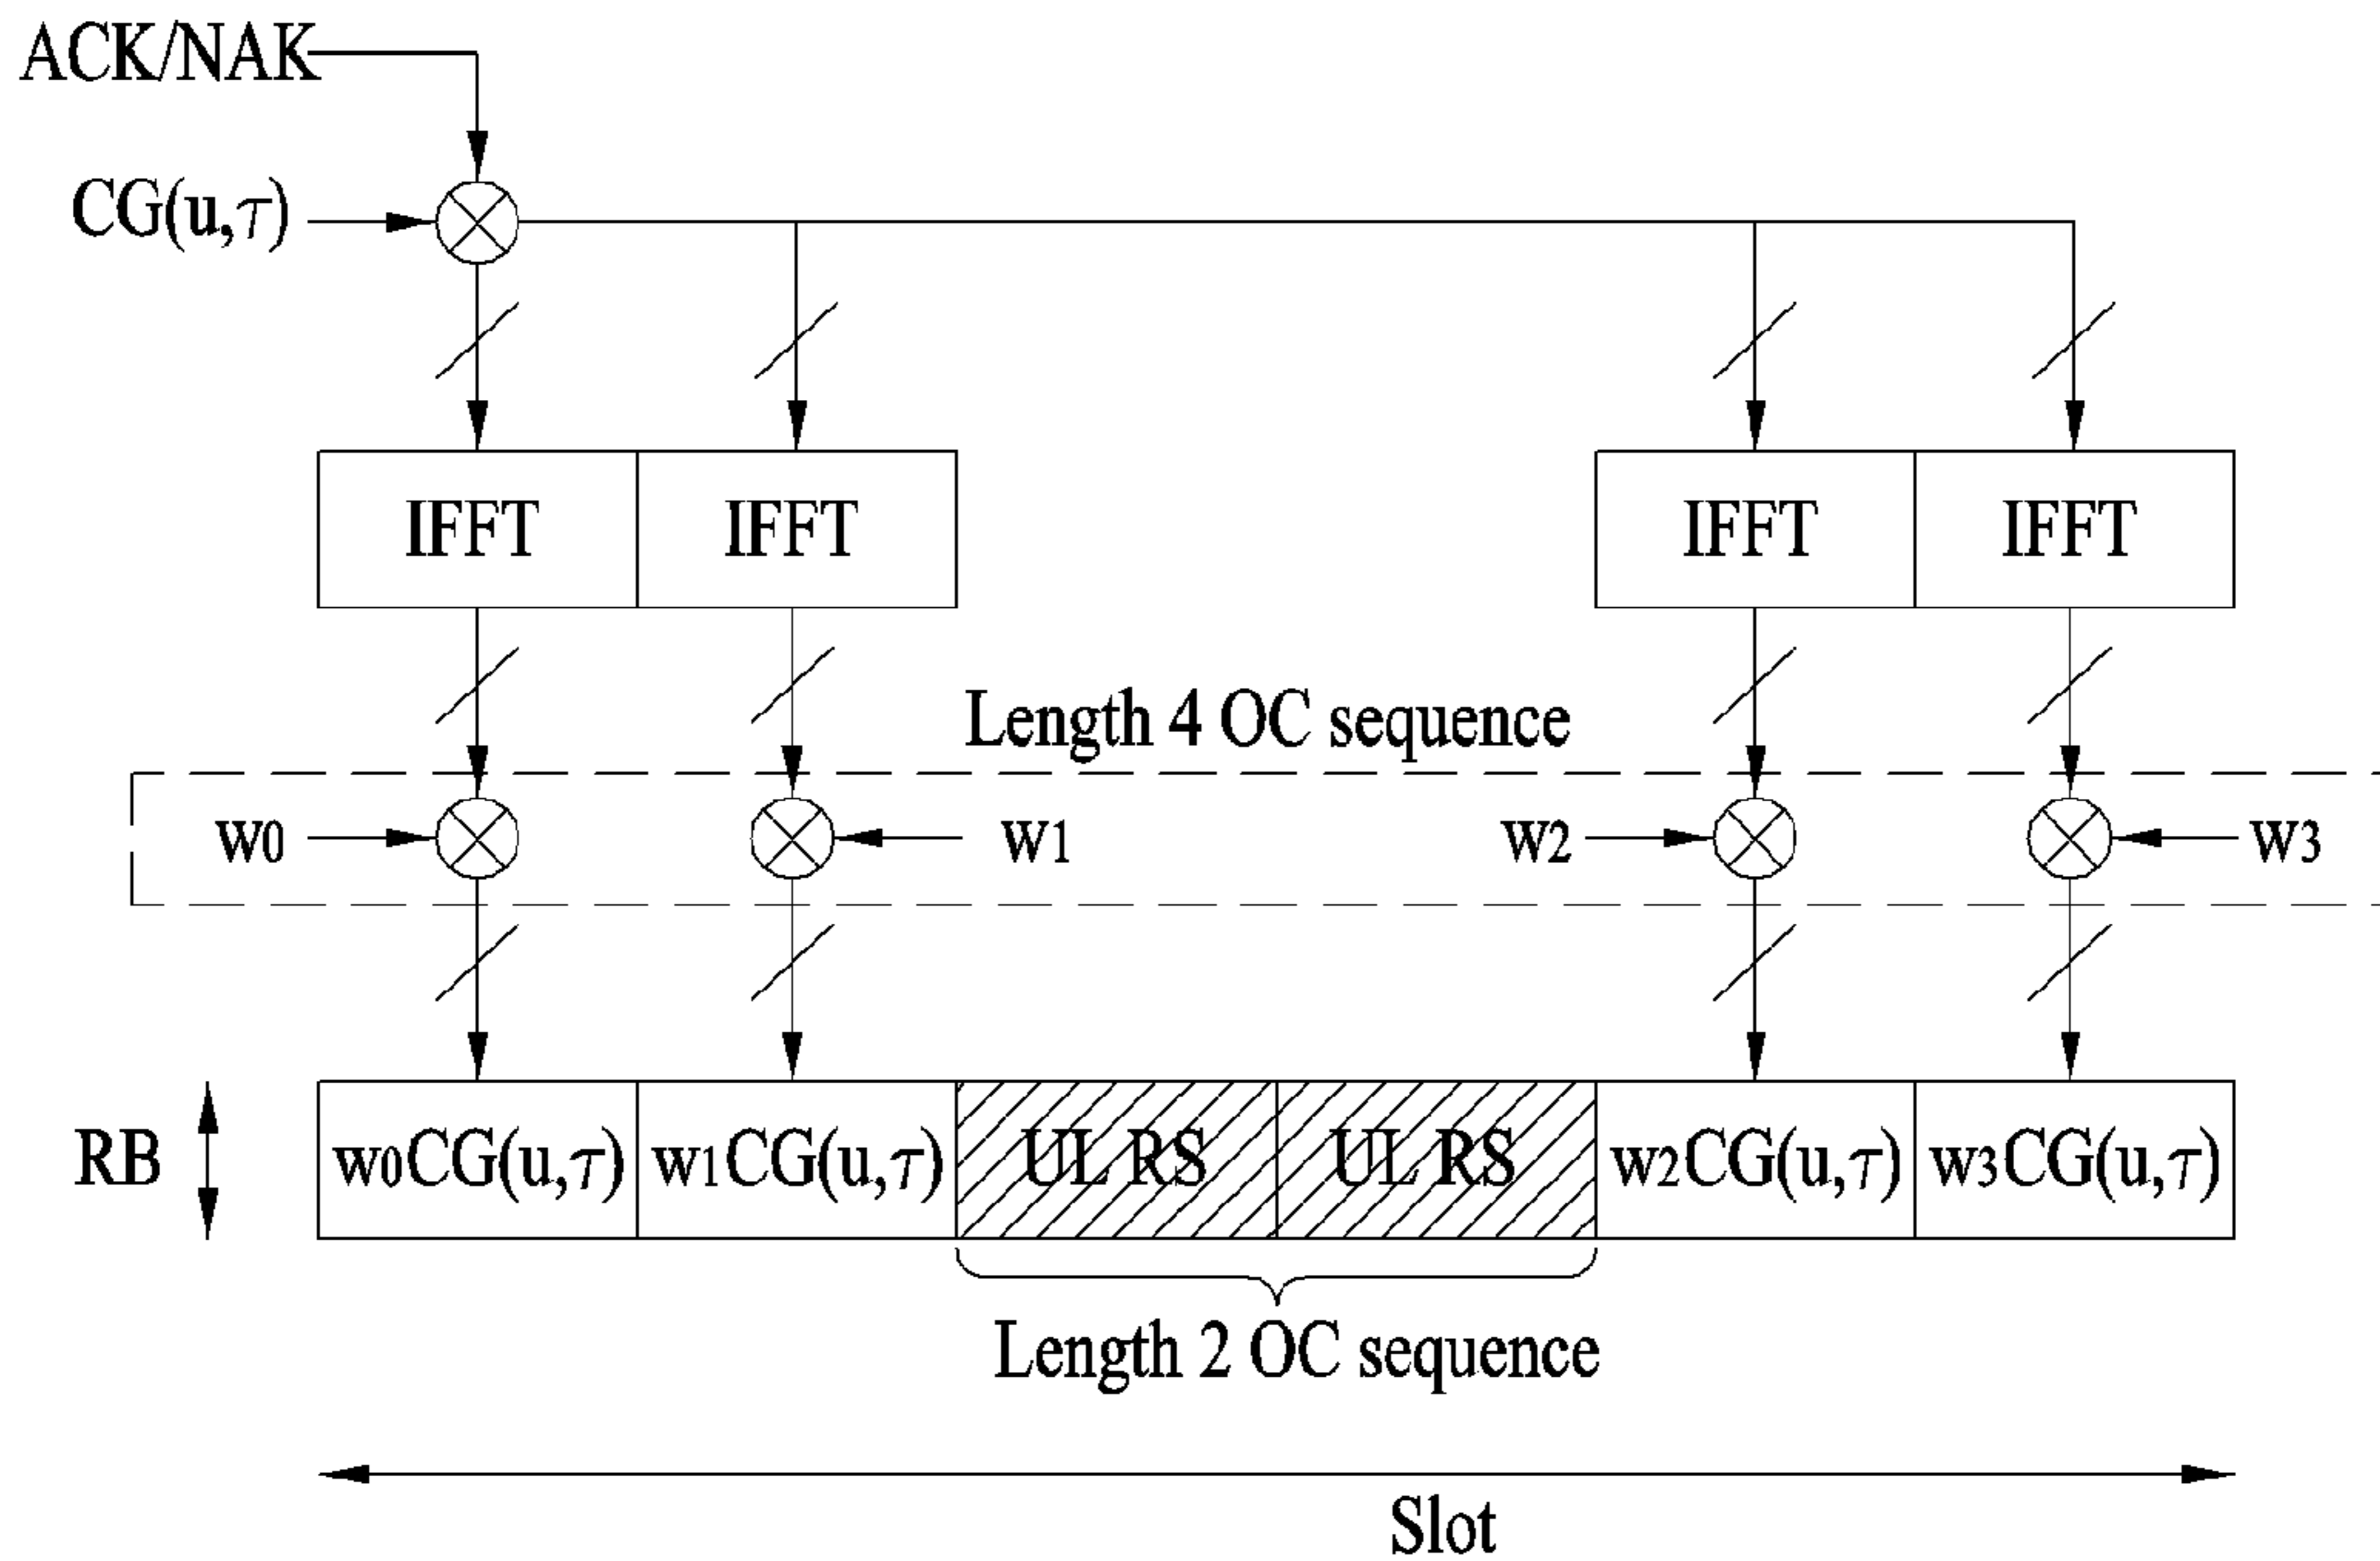 ACK/NAK
CG(u,τ)
IFFT IFFT IFFT IFFT
Length 4 OC sequence
w0 w1 w2 w3
RB w0CG(u,τ) w1CG(u,τ) UL RS UL RS w2CG(u,τ) w3CG(u,τ)
Length 2 OC sequence
Slot